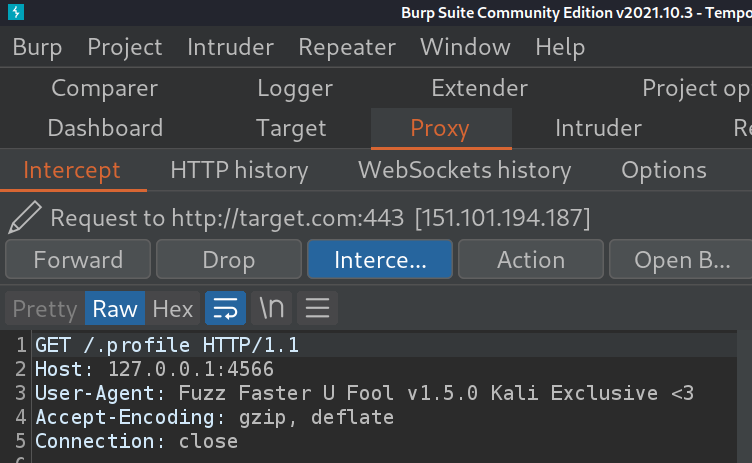 Burp Suite Community Edition v2021.10.3 - Tempo
Burp Project Intruder Repeater Window Help
Comparer Logger Extender Project op
Dashboard Target Proxy Intruder Re
Intercept HTTP history WebSockets history Options
Request to http://target.com:443 [151.101.194.187]
Forward Drop Interce... Action Open B...
Pretty Raw Hex \n
1 GET /.profile HTTP/1.1
2 Host: 127.0.0.1:4566
3 User-Agent: Fuzz Faster U Fool v1.5.0 Kali Exclusive <3
4 Accept-Encoding: gzip, deflate
5 Connection: close